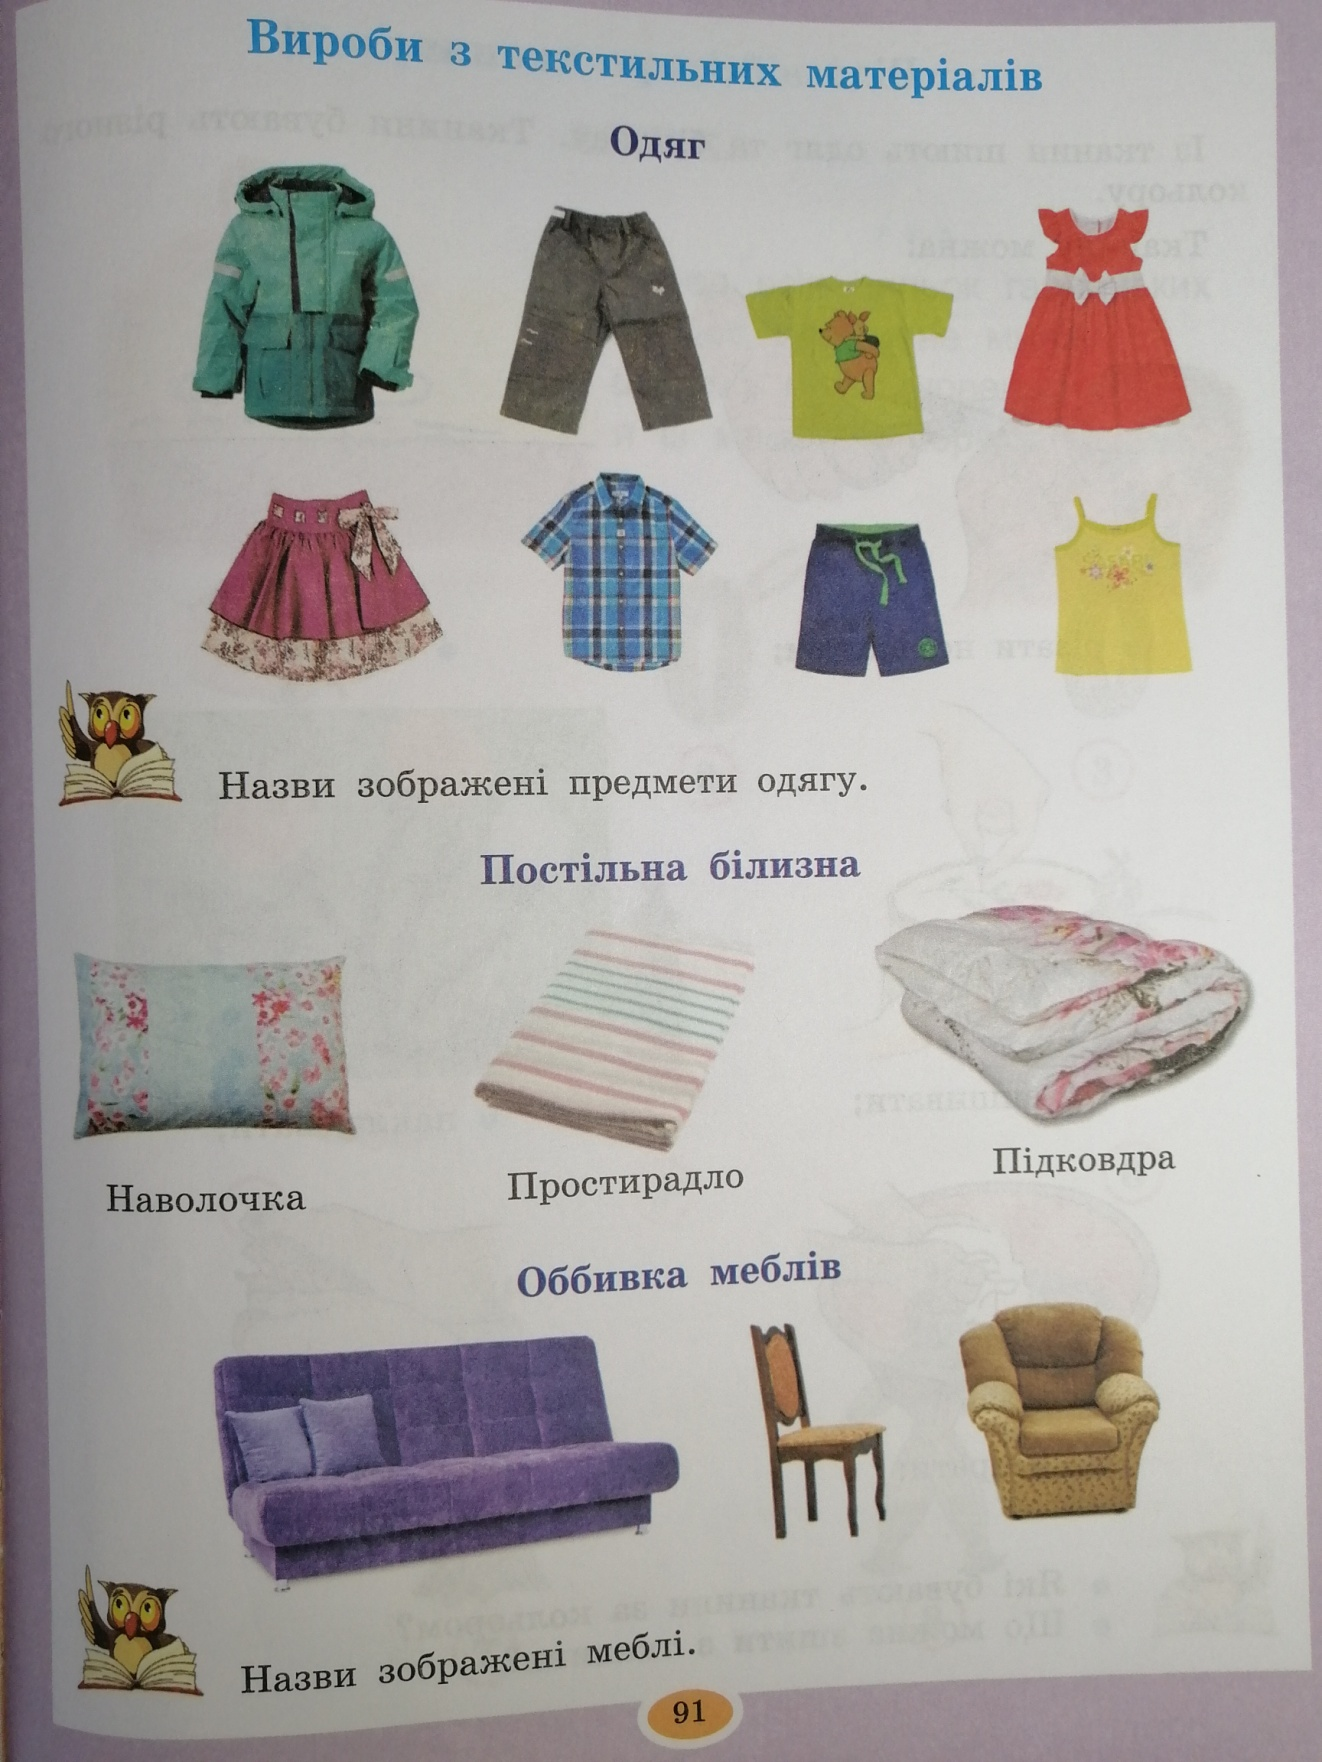 Вироби з текстильних матеріалів
Одяг
Назви зображені предмети одягу.
Постільна білизна
Наволочка
Простирадло
Підковдра
Оббивка меблів
Назви зображені меблі.
91